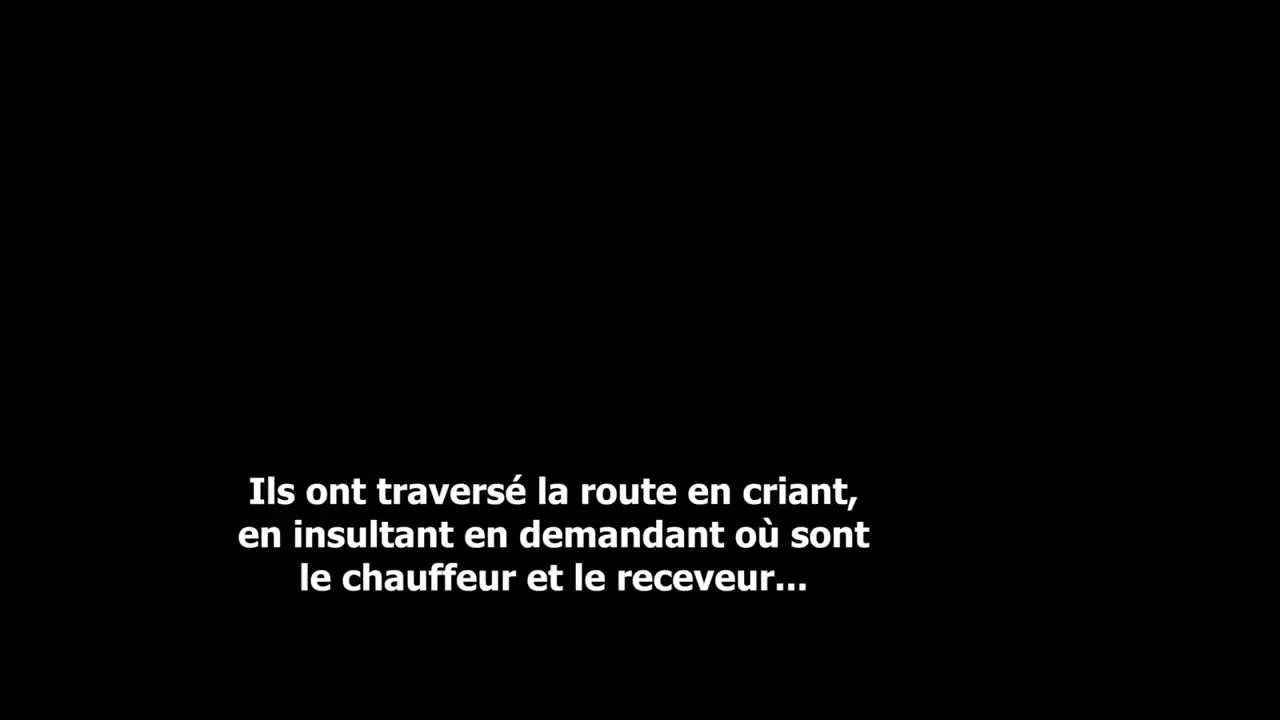 Ils ont traversé la route en criant,
en insultant en demandant où sont
le chauffeur et le receveur...